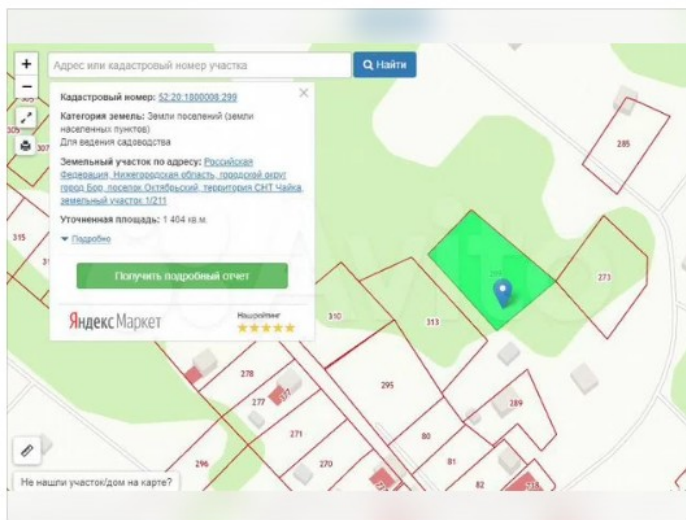 Адрес или кадастровый номер участка
Найти
Кадастровый номер: 52:20:1800008:299
Категория земель: Земли поселений (земли
населенных пунктов)
Для ведения садоводства
Земельный участок по адресу: Российская
Федерация, Нижегородская область, городской округ
город Бор, поселок Октябрьский, территория СНТ Чайка,
земельный участок 1/211
Уточненная площадь: 1 404 кв.м.
Подробно
Получить подробный отчет
Яндекс Маркет
Наш рейтинг
285
307
315
310
313
273
278
277
295
289
271
80
296
270
81
82
Не нашли участок/дом на карте?
Avito